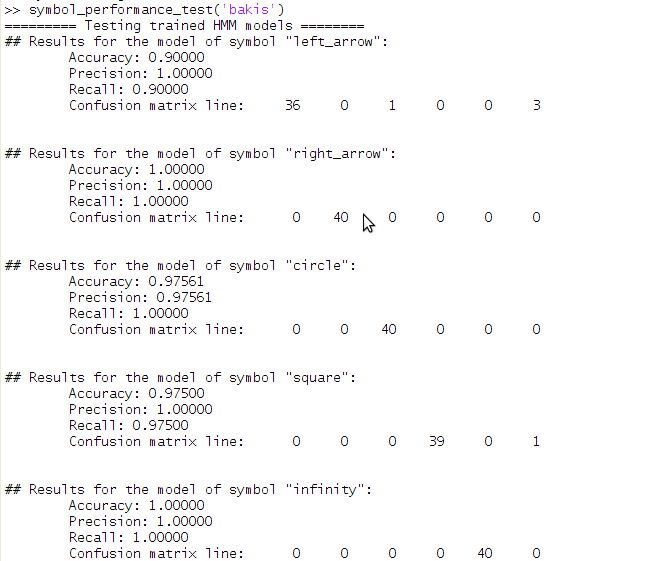 >> symbol_performance_test('bakis')
========= Testing trained HMM models ========
## Results for the model of symbol "left_arrow":
Accuracy: 0.90000
Precision: 1.00000
Recall: 0.90000
Confusion matrix line: 36 0 1 0 0 3
## Results for the model of symbol "right_arrow":
Accuracy: 1.00000
Precision: 1.00000
Recall: 1.00000
Confusion matrix line: 0 40 0 0 0 0
## Results for the model of symbol "circle":
Accuracy: 0.97561
Precision: 0.97561
Recall: 1.00000
Confusion matrix line: 0 0 40 0 0 0
## Results for the model of symbol "square":
Accuracy: 0.97500
Precision: 1.00000
Recall: 0.97500
Confusion matrix line: 0 0 0 39 0 1
## Results for the model of symbol "infinity":
Accuracy: 1.00000
Precision: 1.00000
Recall: 1.00000
Confusion matrix line: 0 0 0 0 40 0